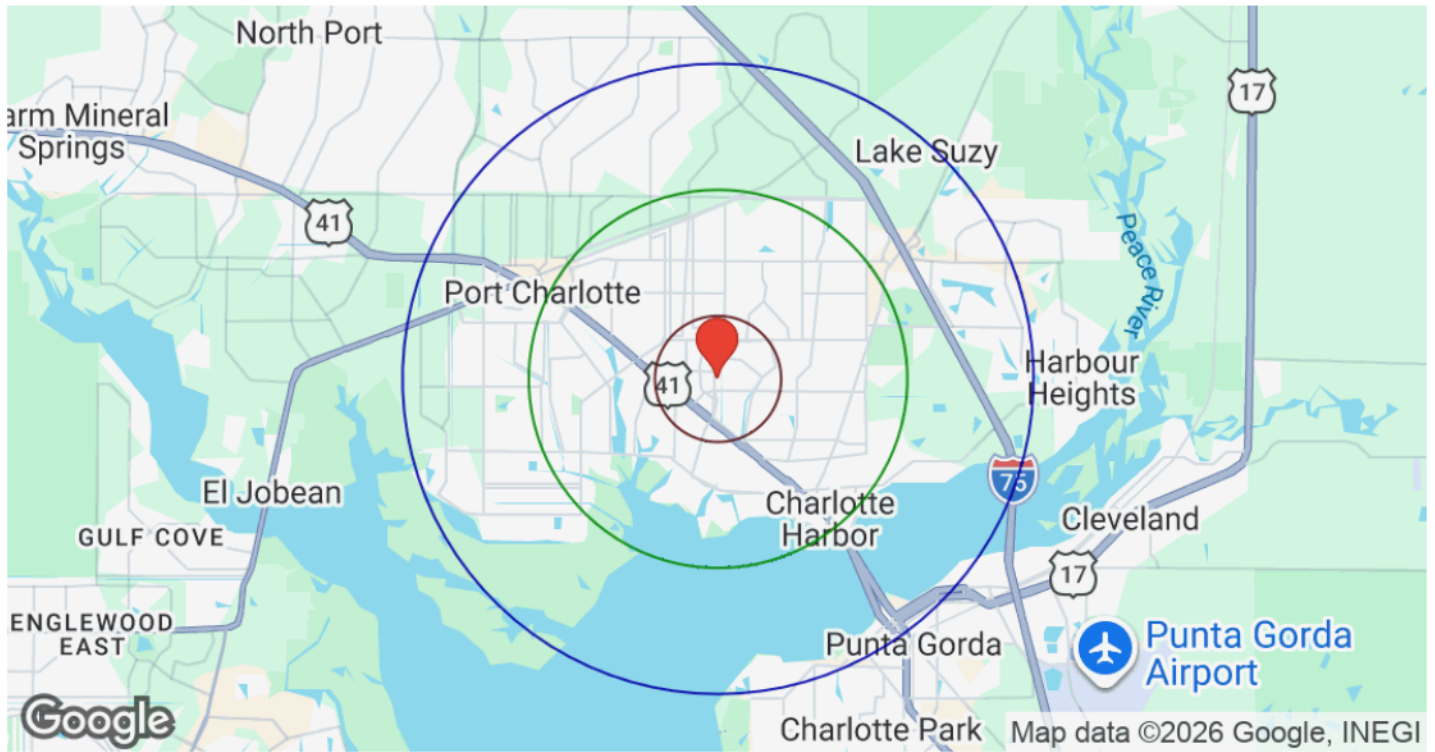 North Port
17
arm Mineral
Springs
Lake Suzy
41
Peace River
Port Charlotte
41
Harbour
Heights
75
El Jobean
Charlotte
Harbor
GULF COVE
Cleveland
17
ENGLEWOOD
EAST
Punta Gorda
Punta Gorda
Airport
Google
Charlotte Park
Map data ©2026 Google, INEGI